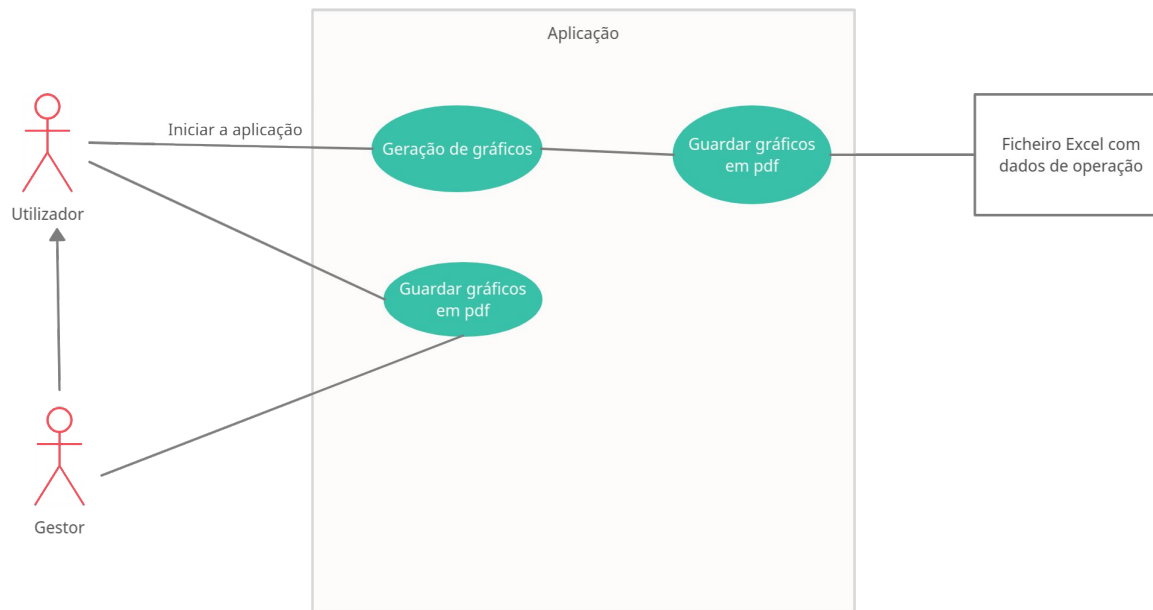 Aplicação
Iniciar a aplicação
Geração de gráficos
Guardar gráficos
em pdf
Ficheiro Excel com
dados de operação
Utilizador
Guardar gráficos
em pdf
Gestor